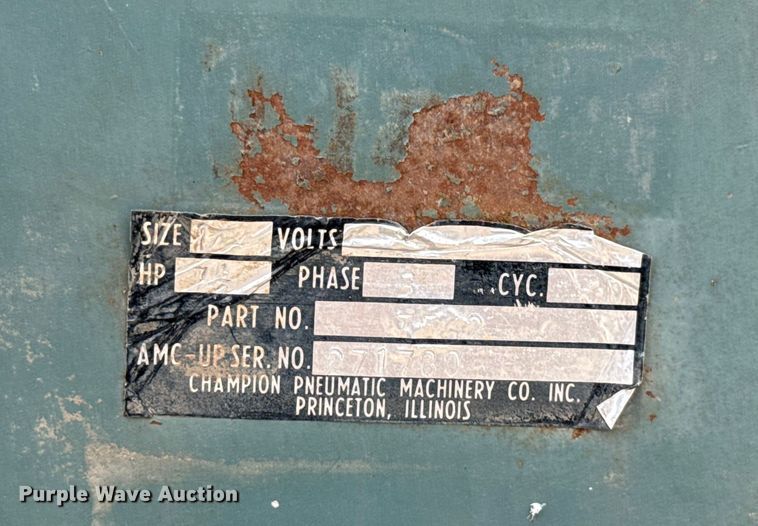 SIZE VOLTS
HP PHASE CYC.
PART NO.
AMC-UP SER. NO.
CHAMPION PNEUMATIC MACHINERY CO. INC.
PRINCETON, ILLINOIS
Purple Wave Auction